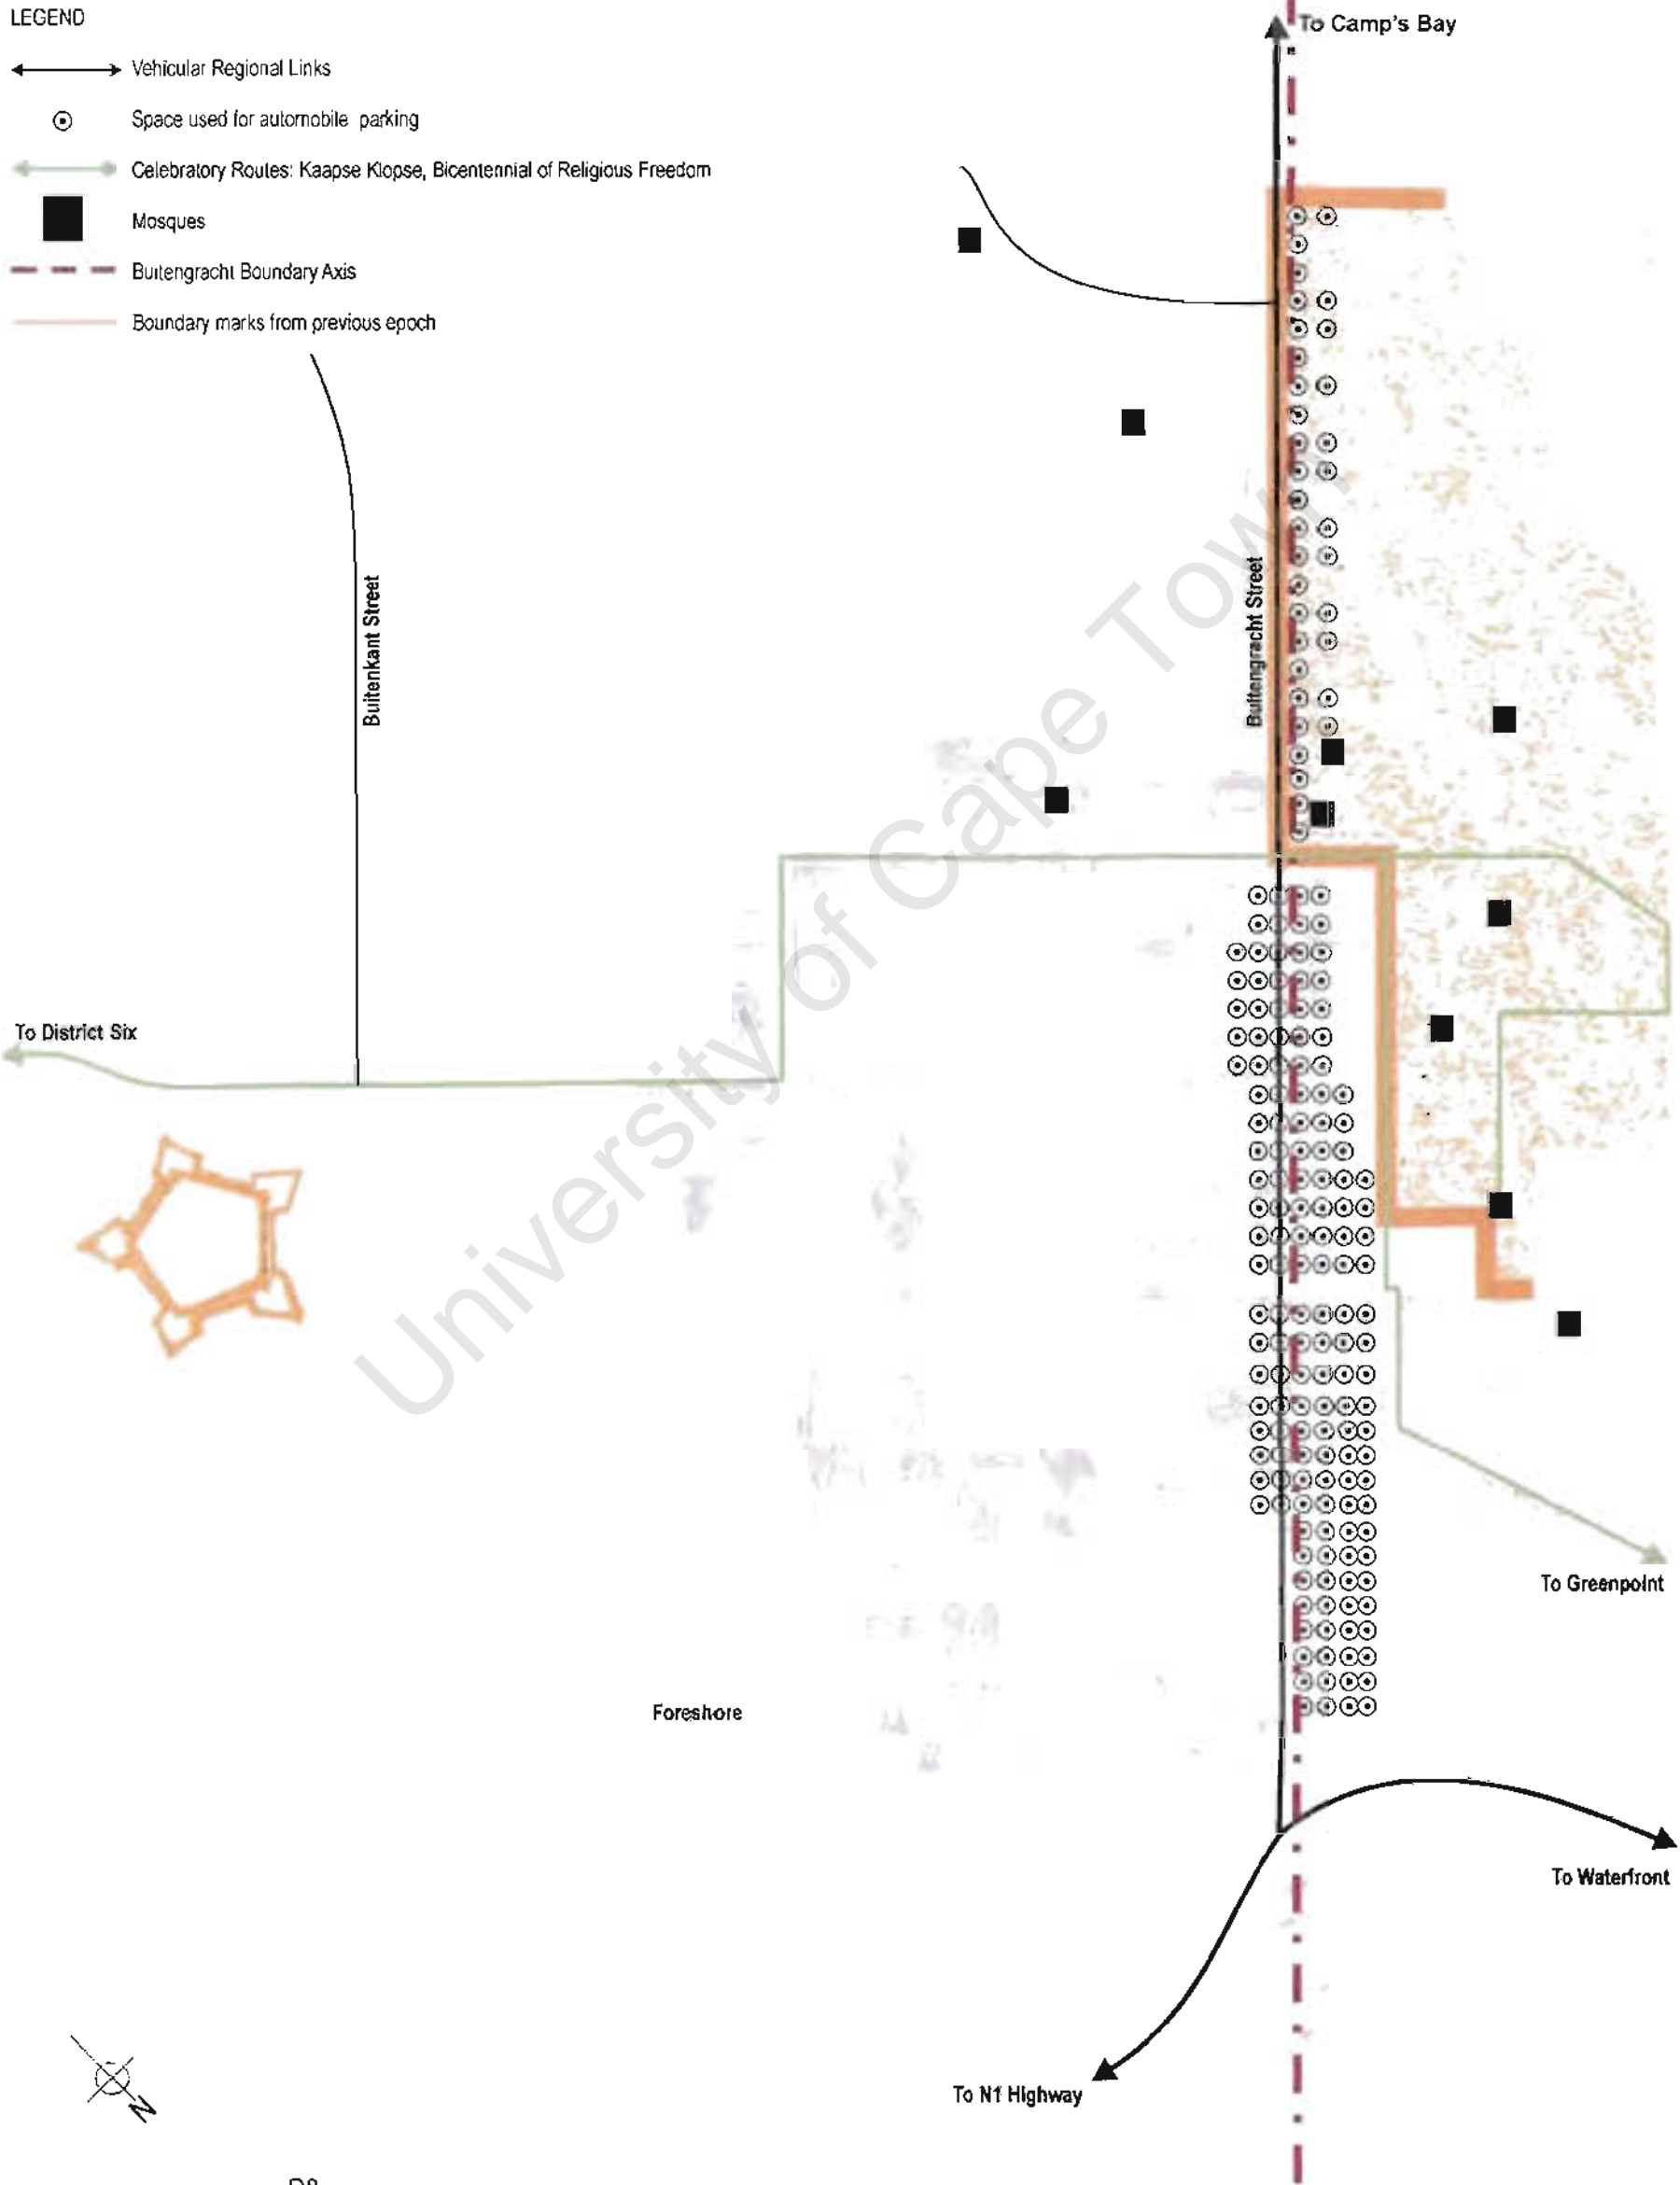 LEGEND
Vehicular Regional Links
Space used for automobile parking
Celebratory Routes: Kaapse Klopse, Bicentennial of Religious Freedom
Mosques
Buitengracht Boundary Axis
Boundary marks from previous epoch
To Camp's Bay
Buitenkant Street
Buitengracht Street
To District Six
University of Cape Town
To Greenpoint
Foreshore
To Waterfront
To N1 Highway
N